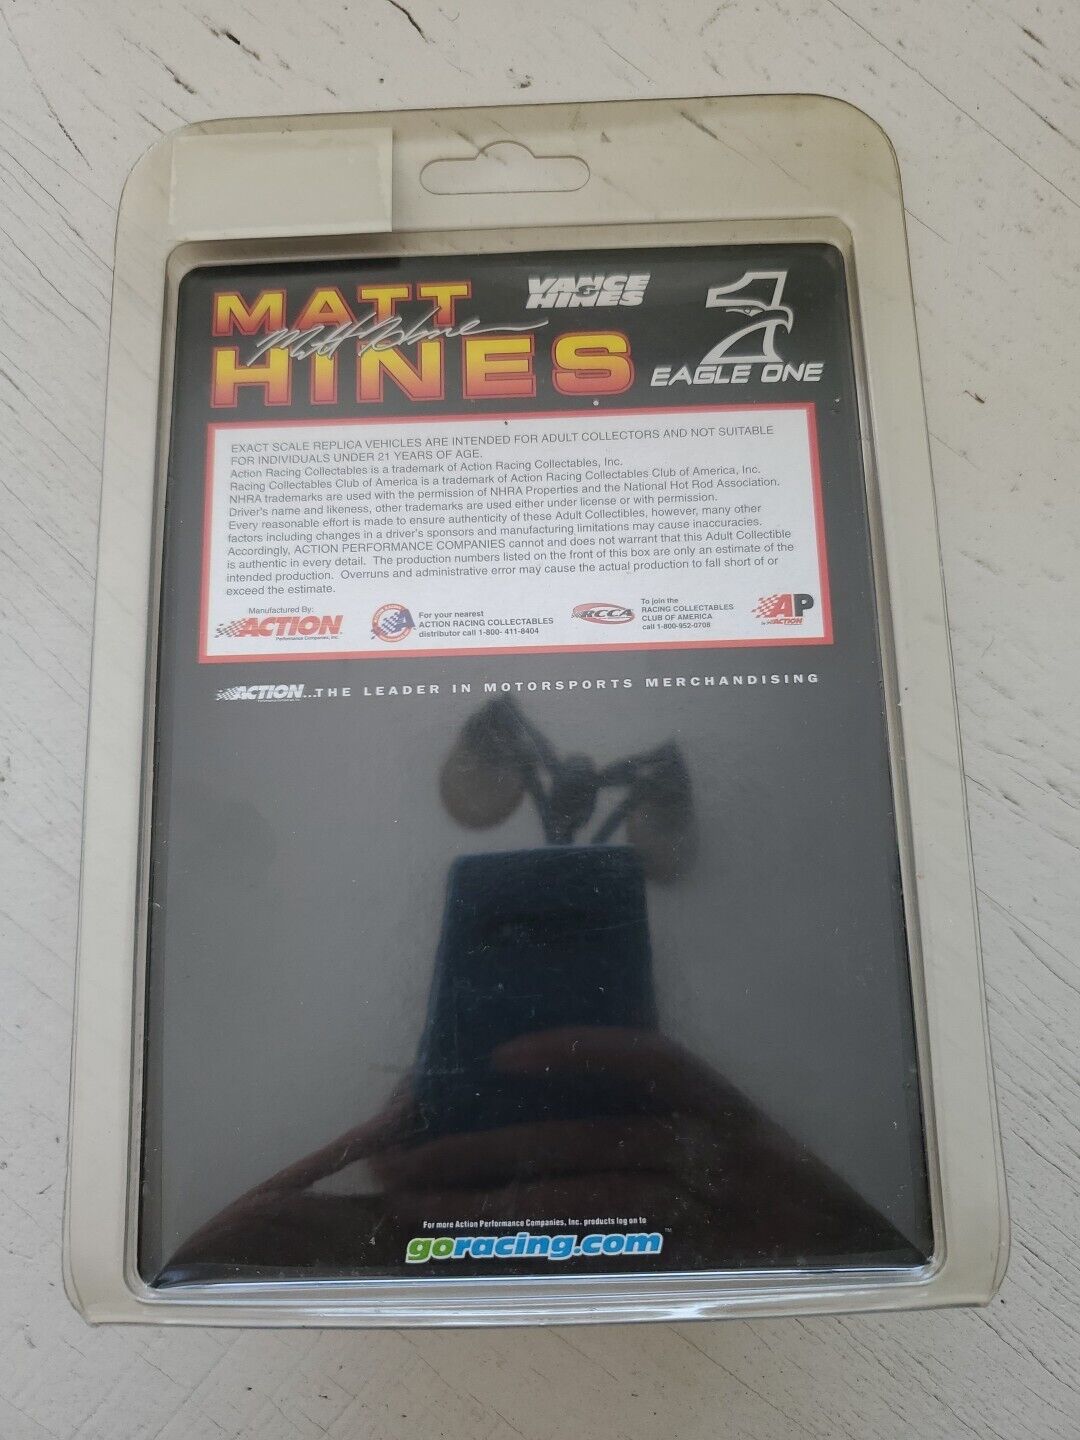 MATT
HINES
Matt Hines
VANCE & HINES
1
EAGLE ONE
EXACT SCALE REPLICA VEHICLES ARE INTENDED FOR ADULT COLLECTORS AND NOT SUITABLE
FOR INDIVIDUALS UNDER 21 YEARS OF AGE.
Action Racing Collectables is a trademark of Action Racing Collectables, Inc.
Racing Collectables Club of America is a trademark of Action Racing Collectables Club of America, Inc.
NHRA trademarks are used with the permission of NHRA Properties and the National Hot Rod Association.
Driver's name and likeness, other trademarks are used either under license or with permission.
Every reasonable effort is made to ensure authenticity of these Adult Collectibles, however, many other
factors including changes in a driver's sponsors and manufacturing limitations may cause inaccuracies.
Accordingly, ACTION PERFORMANCE COMPANIES cannot and does not warrant that this Adult Collectible
is authentic in every detail. The production numbers listed on the front of this box are only an estimate of the
intended production. Overruns and administrative error may cause the actual production to fall short of or
exceed the estimate.
Manufactured By:
ACTION
Performance Companies, Inc.
A
For your nearest
ACTION RACING COLLECTABLES
distributor call 1-800- 411-8404
RCCA
To join the
RACING COLLECTABLES
CLUB OF AMERICA
call 1-800-952-0708
AP
by ACTION
ACTION...THE LEADER IN MOTORSPORTS MERCHANDISING
For more Action Performance Companies, Inc. products log on to
goracing.com™